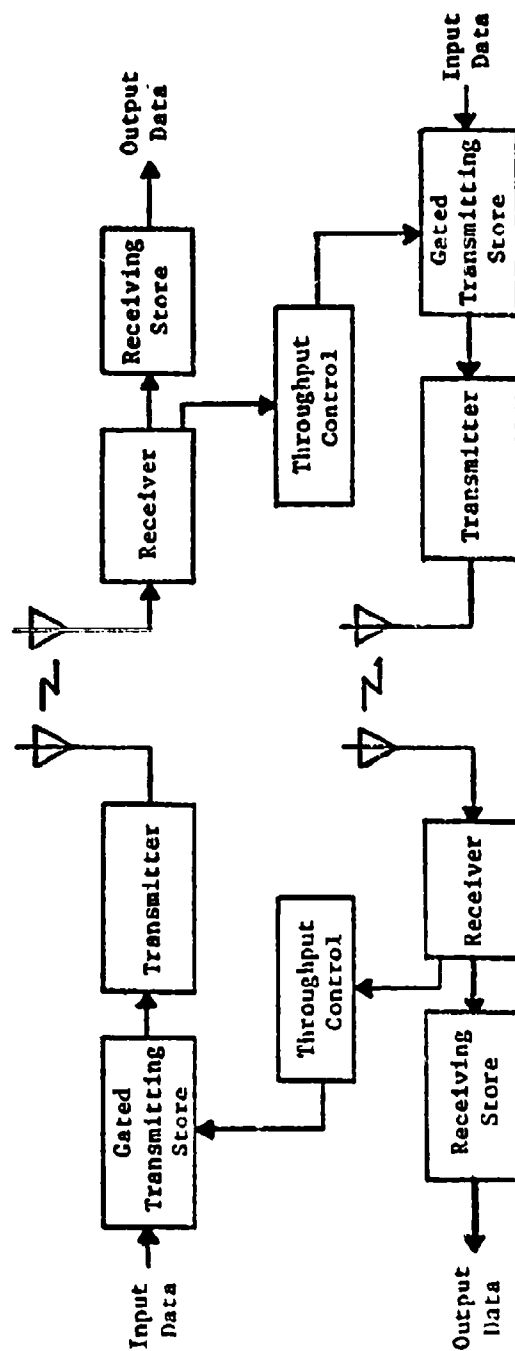 Input
Data
Gated
Transmitting
Store
Transmitter
Receiver
Receiving
Store
Output
Data
Throughput
Control
Throughput
Control
Output
Data
Receiving
Store
Receiver
Transmitter
Gated
Transmitting
Store
Input
Data